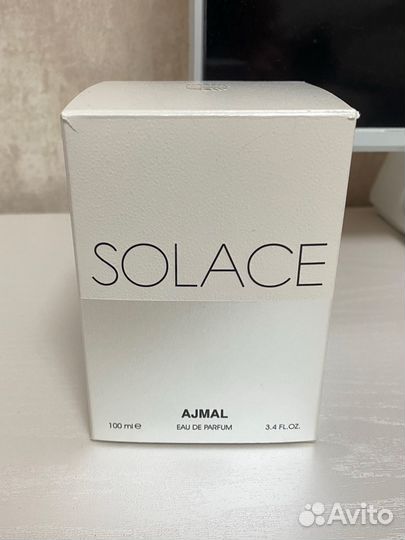 SOLACE
AJMAL
100 ml e EAU DE PARFUM 3.4 FL.OZ.
Avito